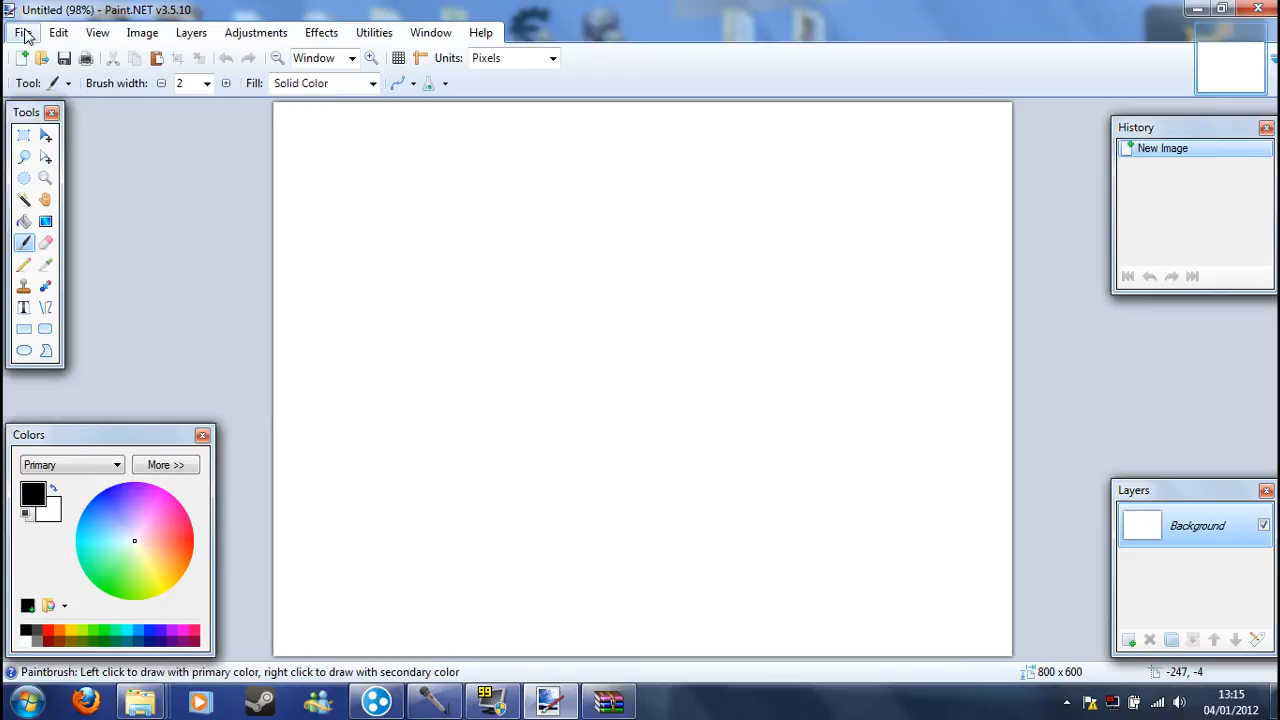 Untitled (98%) - Paint.NET v3.5.10
File Edit View Image Layers Adjustments Effects Utilities Window Help
Window Units: Pixels
Tool: Brush width: 2 Fill: Solid Color
Tools
History
New Image
Colors
Primary More >>
Layers
Background
Paintbrush: Left click to draw with primary color, right click to draw with secondary color
800 x 600
-247, -4
99
13:15
04/01/2012